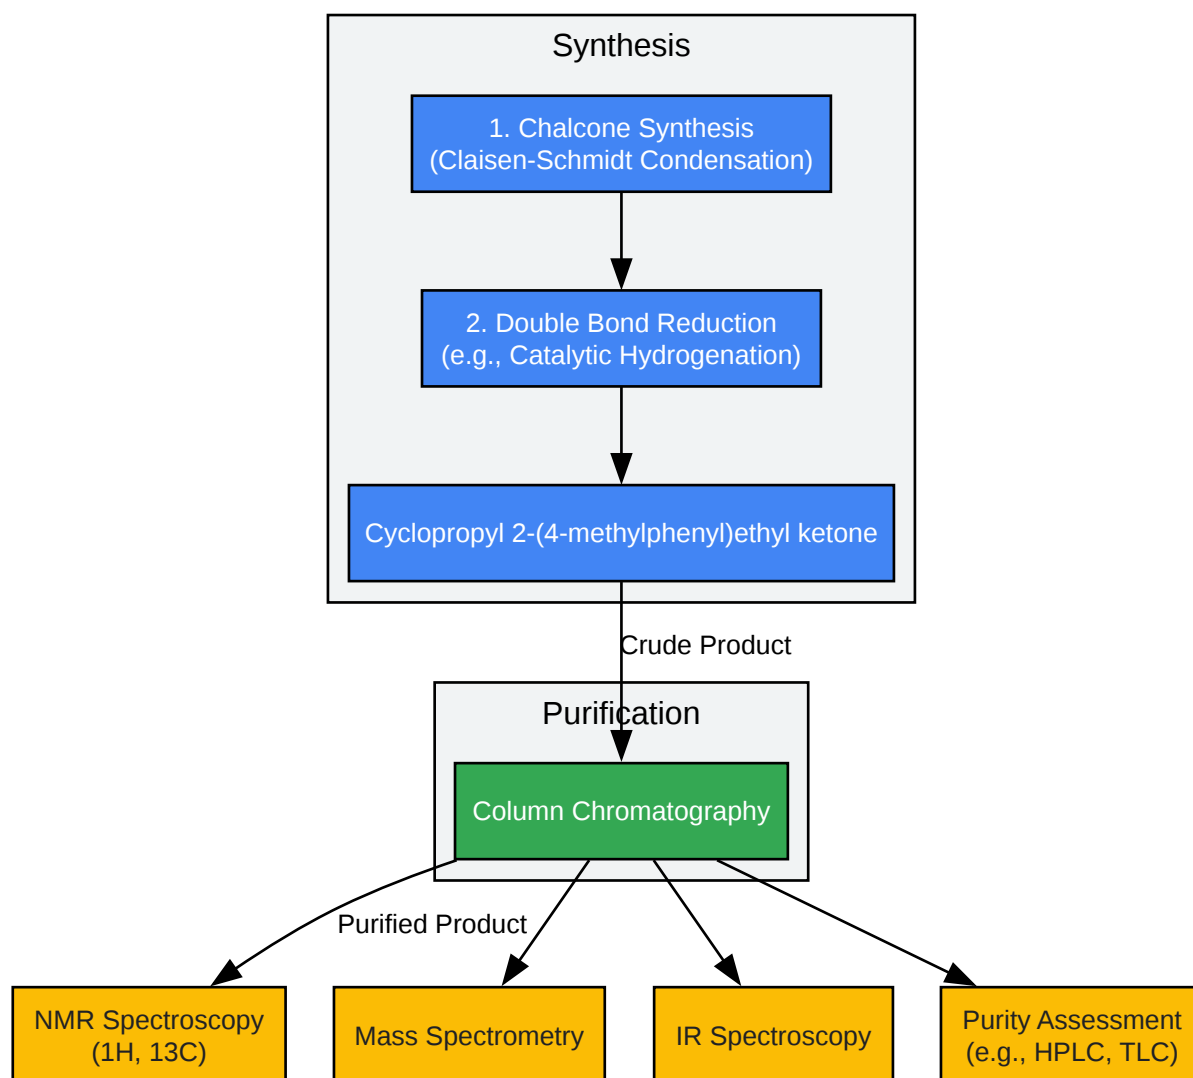 Synthesis
1. Chalcone Synthesis
(Claisen-Schmidt Condensation)
2. Double Bond Reduction
(e.g., Catalytic Hydrogenation)
Cyclopropyl 2-(4-methylphenyl)ethyl ketone
Crude Product
Purification
Column Chromatography
Purified Product
NMR Spectroscopy
(1H, 13C)
Mass Spectrometry
IR Spectroscopy
Purity Assessment
(e.g., HPLC, TLC)